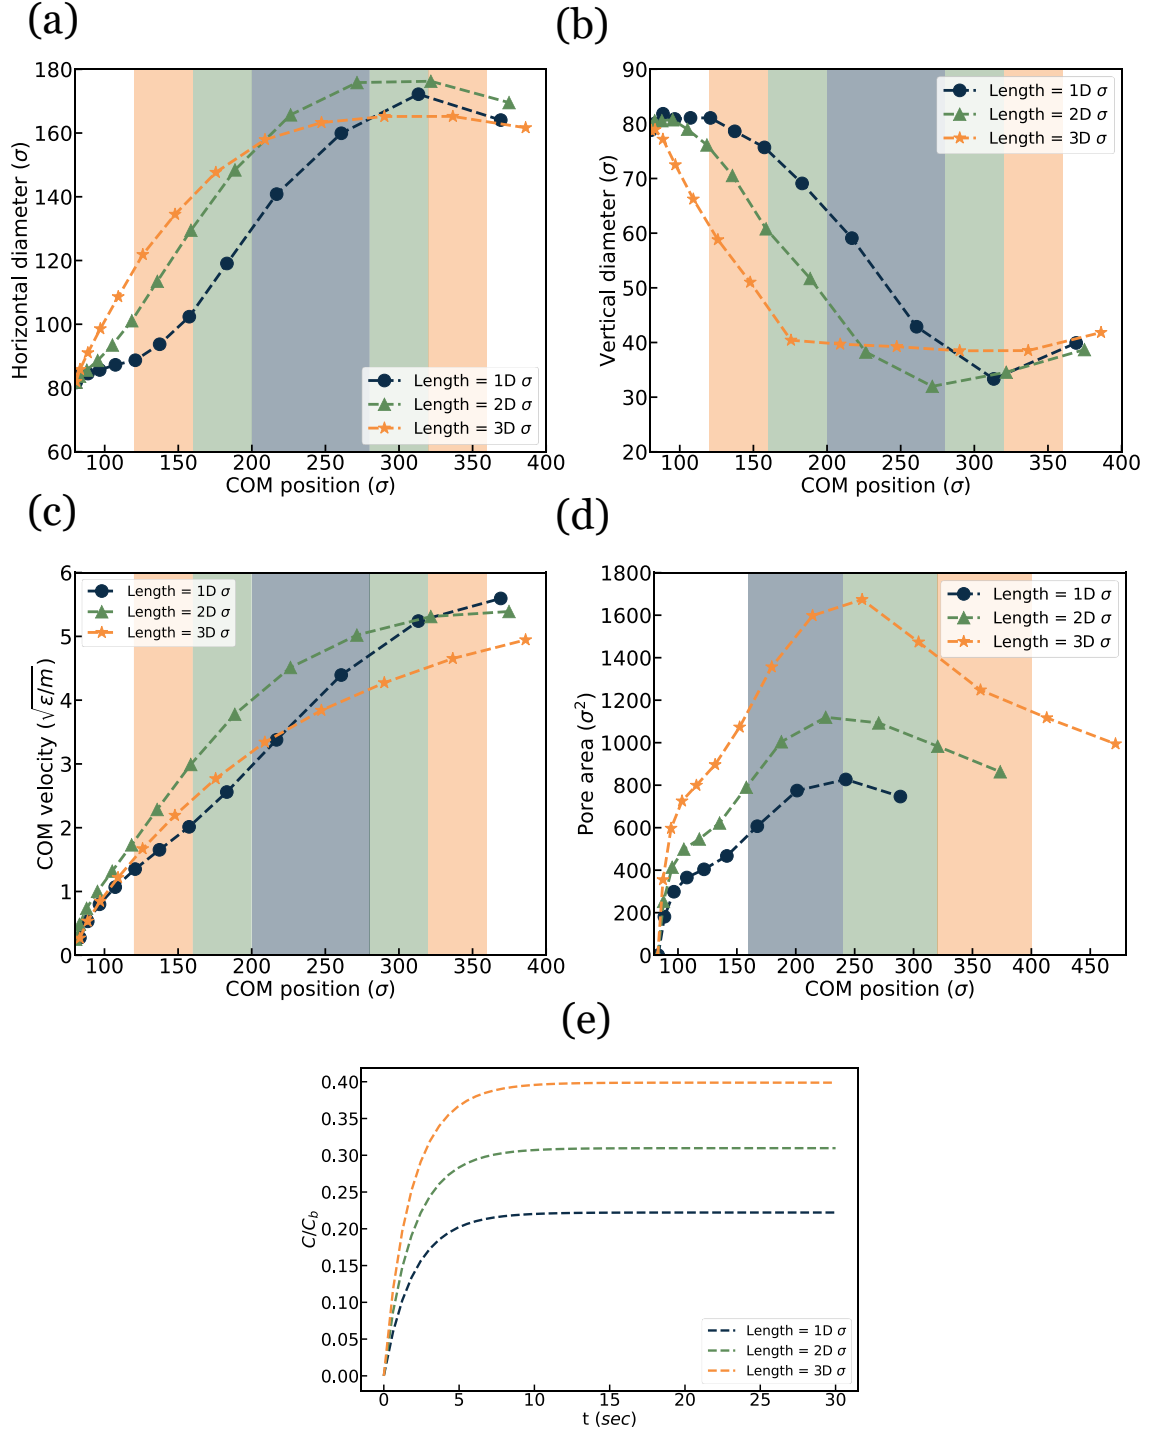 (a)
180
160
140
120
100
80
60
Horizontal diameter (σ)
100 150 200 250 300 350 400
COM position (σ)
Length = 1D σ
Length = 2D σ
Length = 3D σ
(b)
90
80
70
60
50
40
30
20
Vertical diameter (σ)
100 150 200 250 300 350 400
COM position (σ)
Length = 1D σ
Length = 2D σ
Length = 3D σ
(c)
6
5
4
3
2
1
0
COM velocity (√ε/m)
100 150 200 250 300 350 400
COM position (σ)
Length = 1D σ
Length = 2D σ
Length = 3D σ
(d)
1800
1600
1400
1200
1000
800
600
400
200
0
Pore area (σ²)
100 150 200 250 300 350 400 450
COM position (σ)
Length = 1D σ
Length = 2D σ
Length = 3D σ
(e)
0.40
0.35
0.30
0.25
0.20
0.15
0.10
0.05
0.00
C/C_b
0 5 10 15 20 25 30
t (sec)
Length = 1D σ
Length = 2D σ
Length = 3D σ